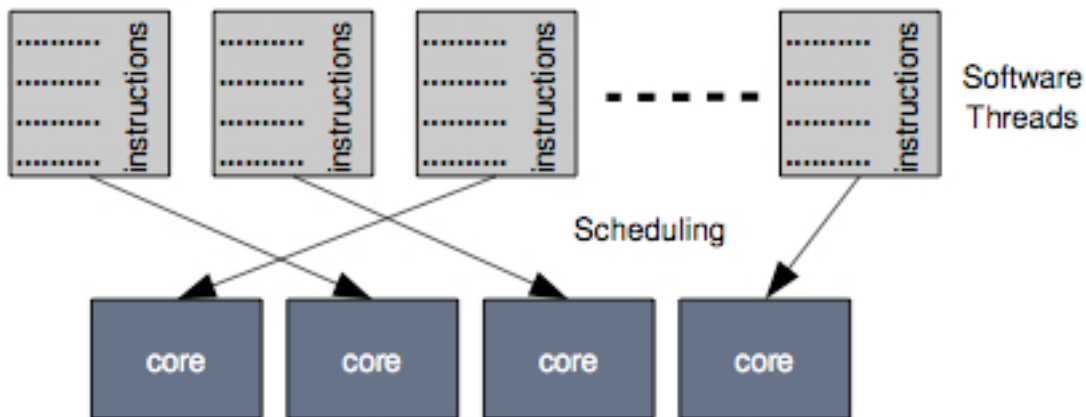 instructions
instructions
instructions
instructions
Software
Threads
Scheduling
core
core
core
core